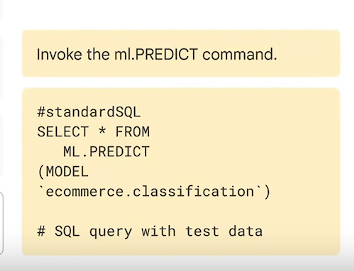 Invoke the ml.PREDICT command.
#standardSQL
SELECT * FROM
ML.PREDICT
(MODEL
`ecommerce.classification`)
# SQL query with test data